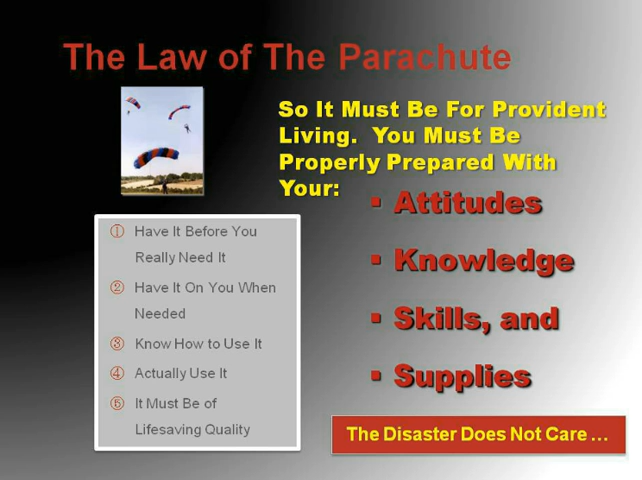 The Law of The Parachute
So It Must Be For Provident
Living. You Must Be
Properly Prepared With
Your:
▪ Attitudes
▪ Knowledge
▪ Skills, and
▪ Supplies
① Have It Before You
Really Need It
② Have It On You When
Needed
③ Know How to Use It
④ Actually Use It
⑤ It Must Be of
Lifesaving Quality
The Disaster Does Not Care ...